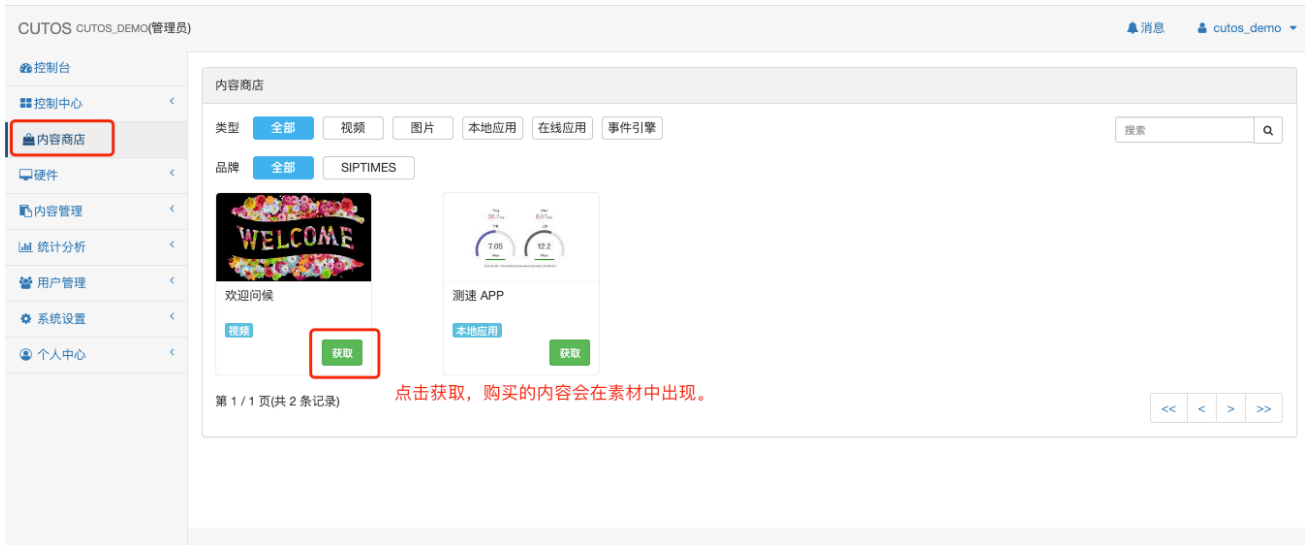 CUTOS CUTOS_DEMO(管理员)
消息
cutos_demo
控制台
控制中心
内容商店
硬件
内容管理
统计分析
用户管理
系统设置
个人中心
内容商店
类型 全部 视频 图片 本地应用 在线应用 事件引擎
搜索
品牌 全部 SIPTIMES
WELCOME
欢迎问候
视频
获取
7.05
12.2
测速 APP
本地应用
获取
点击获取，购买的内容会在素材中出现。
第 1 / 1 页(共 2 条记录)
<< < > >>